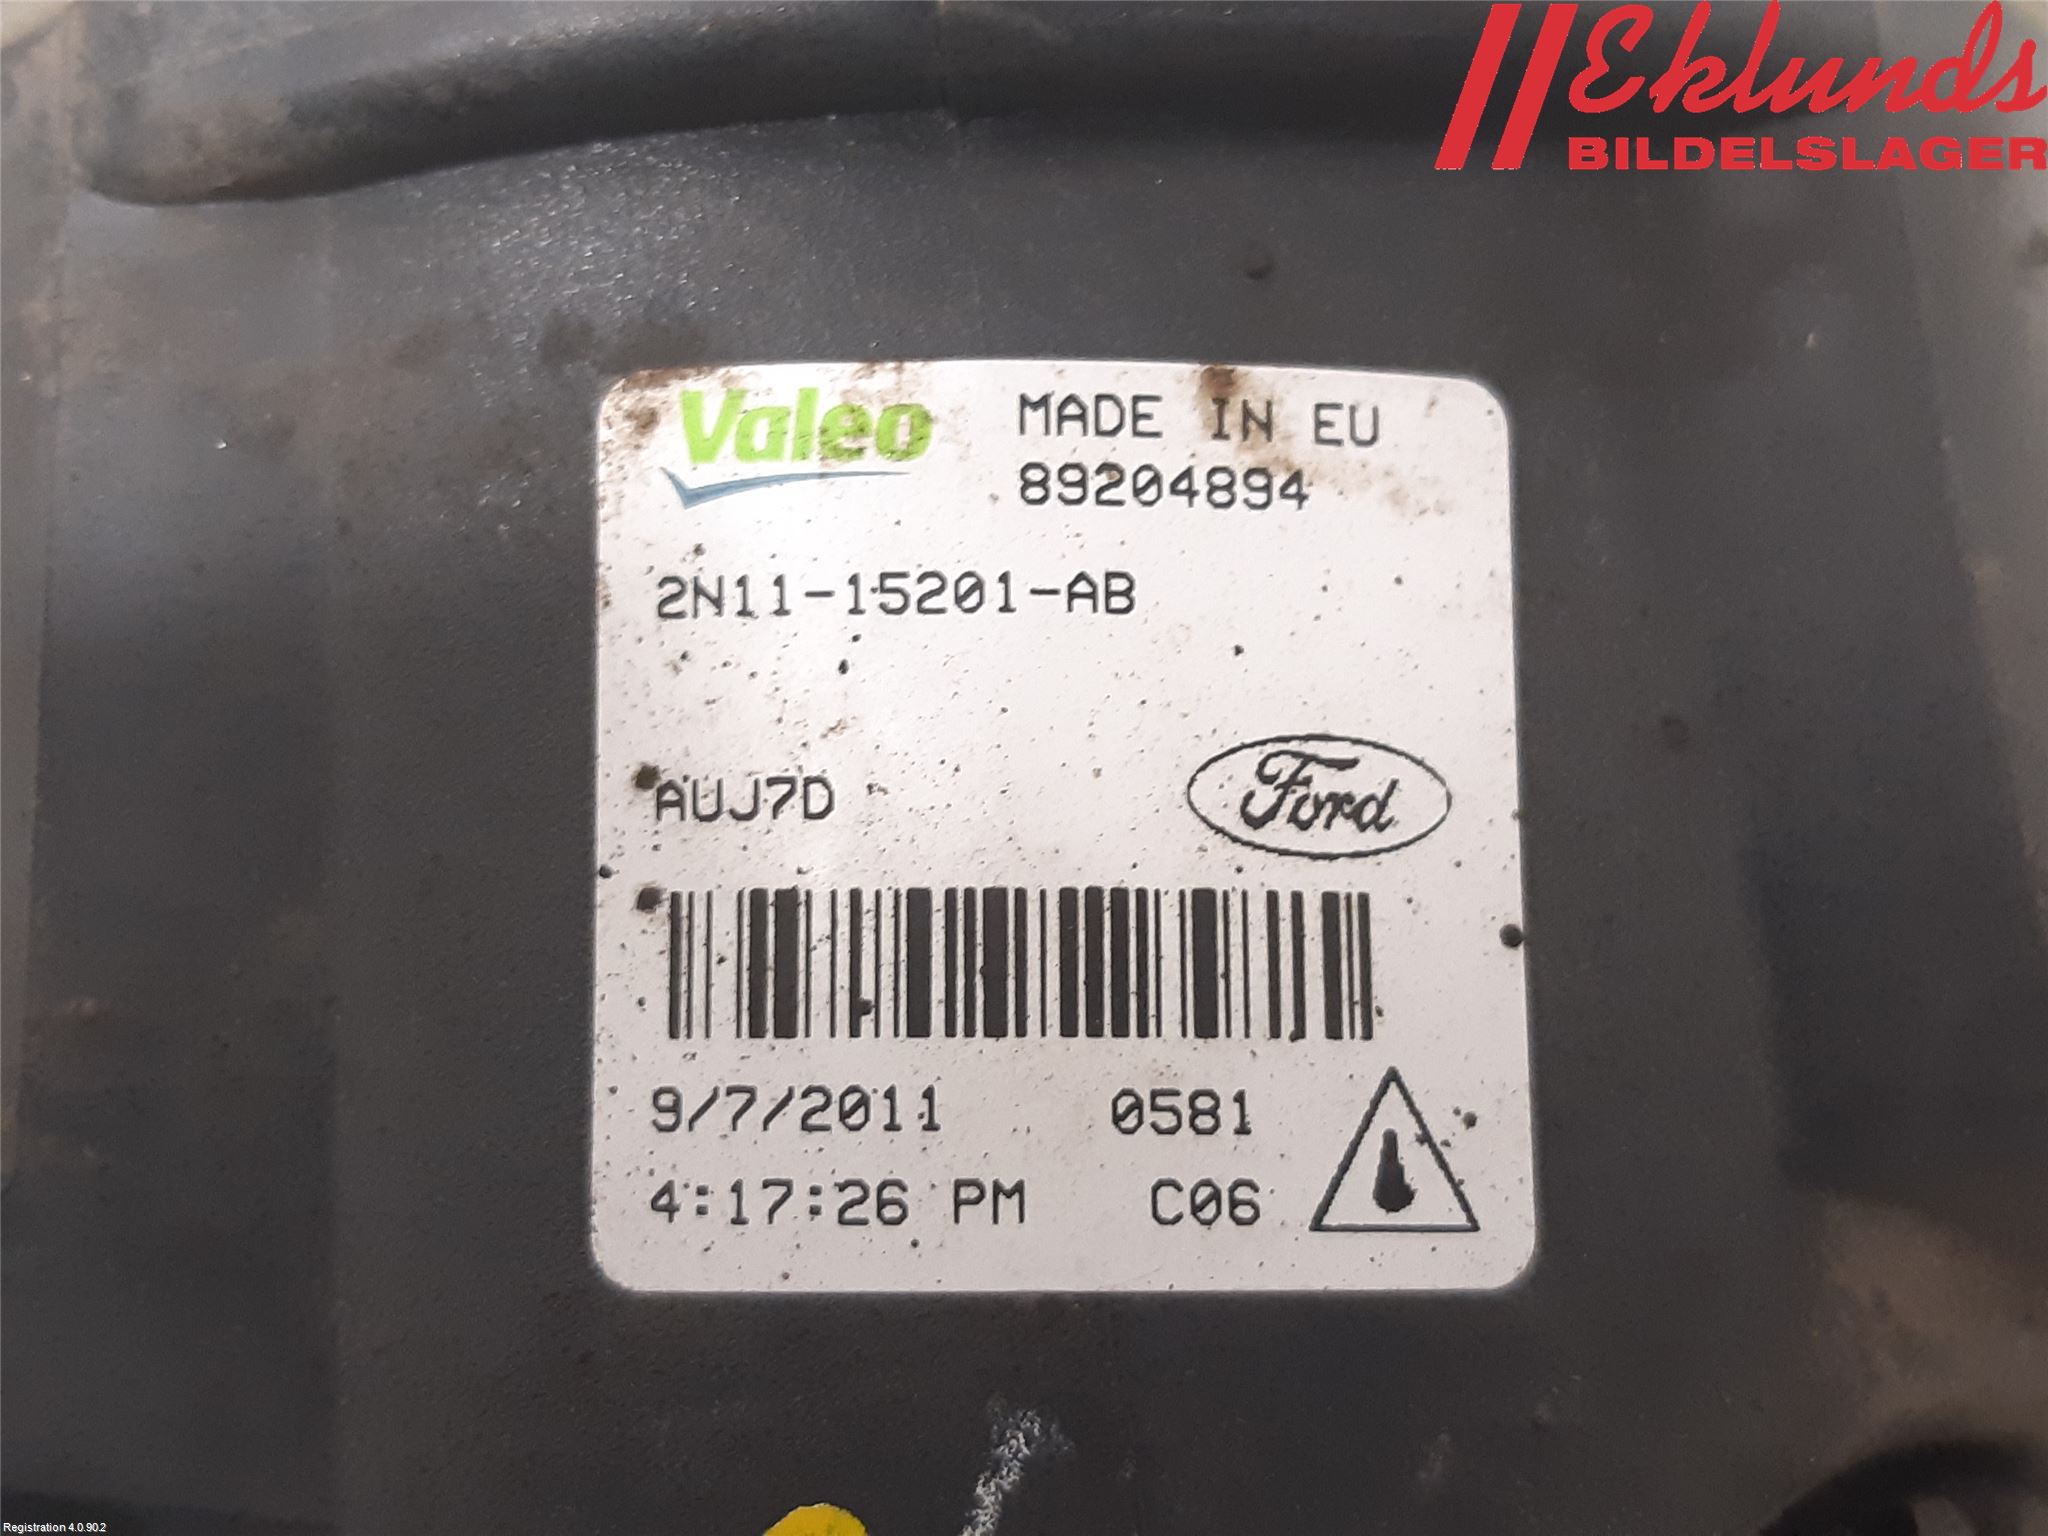 Eklunds
BILDELSLAGER
Valeo MADE IN EU
89204894
2N11-15201-AB
AUJ7D Ford
9/7/2011 0581
4:17:26 PM C06
Registration 4.0.90.2